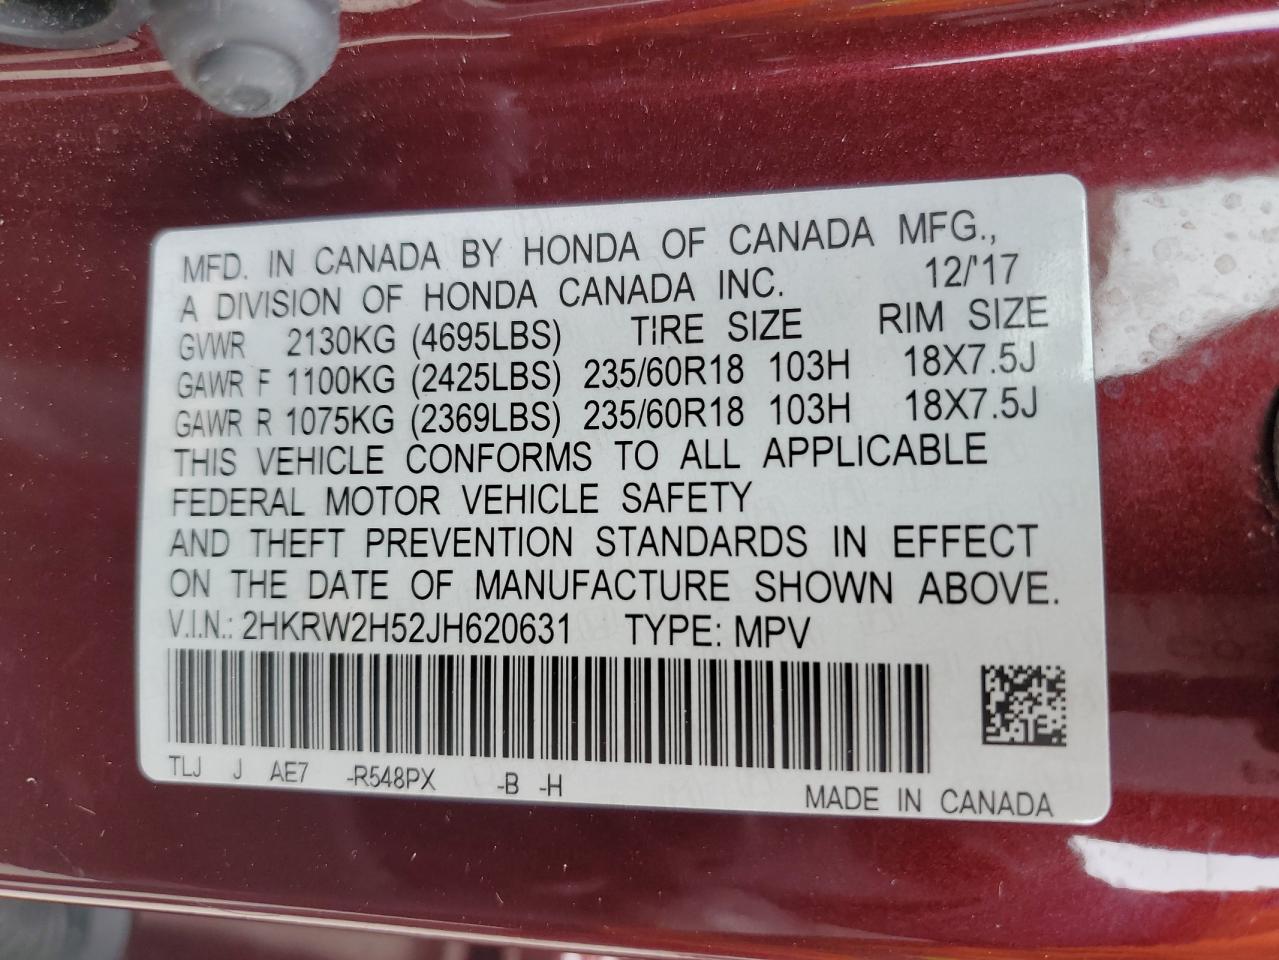 MFD. IN CANADA BY HONDA OF CANADA MFG.,
A DIVISION OF HONDA CANADA INC. 12/'17
GVWR 2130KG (4695LBS) TIRE SIZE RIM SIZE
GAWR F 1100KG (2425LBS) 235/60R18 103H 18X7.5J
GAWR R 1075KG (2369LBS) 235/60R18 103H 18X7.5J
THIS VEHICLE CONFORMS TO ALL APPLICABLE
FEDERAL MOTOR VEHICLE SAFETY
AND THEFT PREVENTION STANDARDS IN EFFECT
ON THE DATE OF MANUFACTURE SHOWN ABOVE.
V.I.N.: 2HKRW2H52JH620631 TYPE: MPV
TLJ J AE7 -R548PX -B -H
MADE IN CANADA